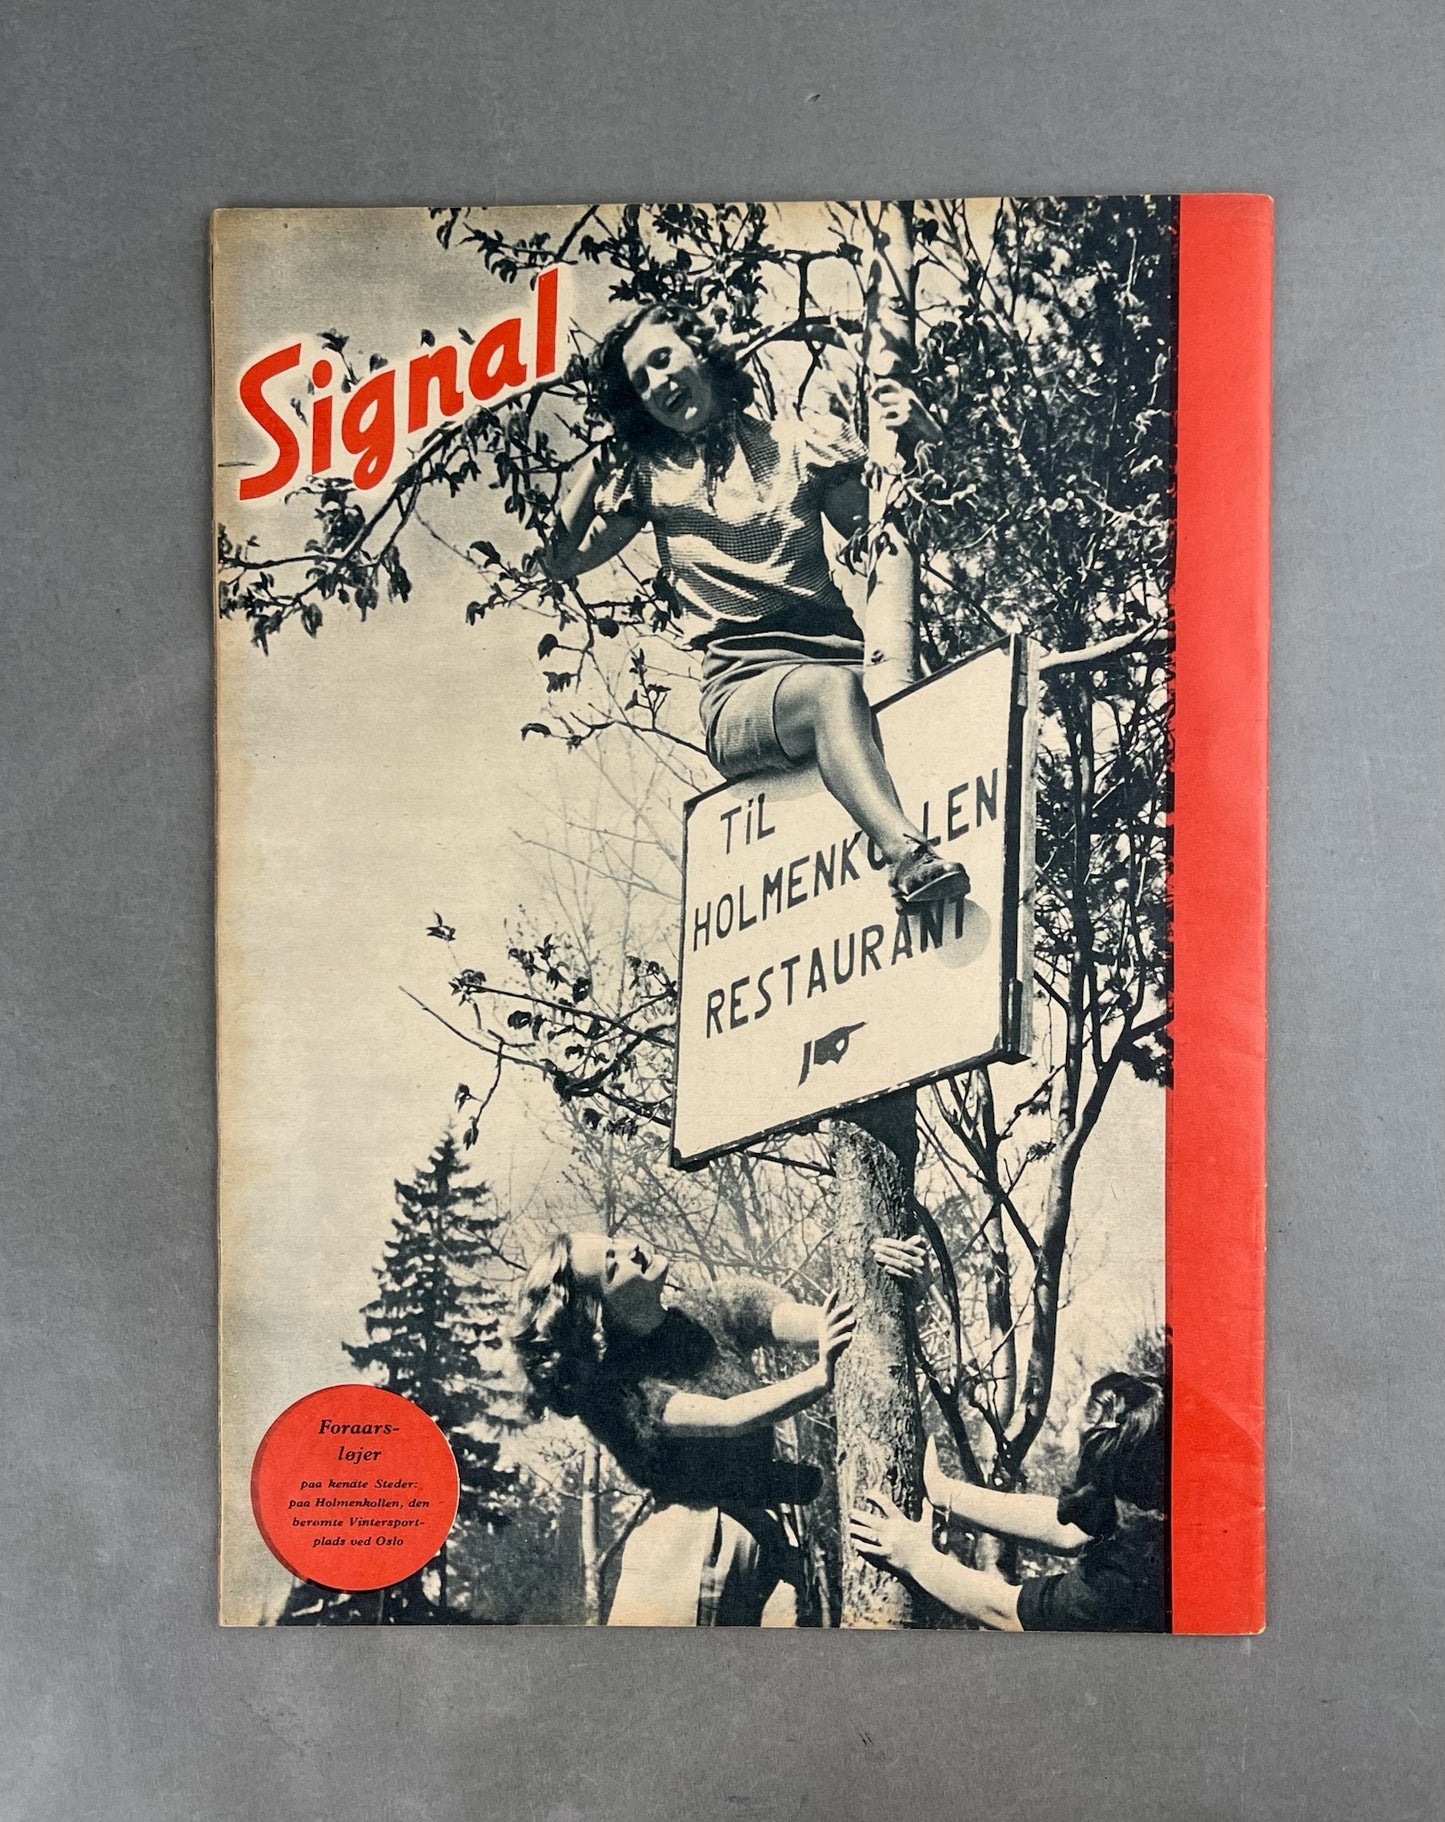 Signal
TiL
HOLMENKOLLEN
RESTAURANT
Foraars-
løjer
paa kendte Steder:
paa Holmenkollen, den
berømte Vintersport-
plads ved Oslo